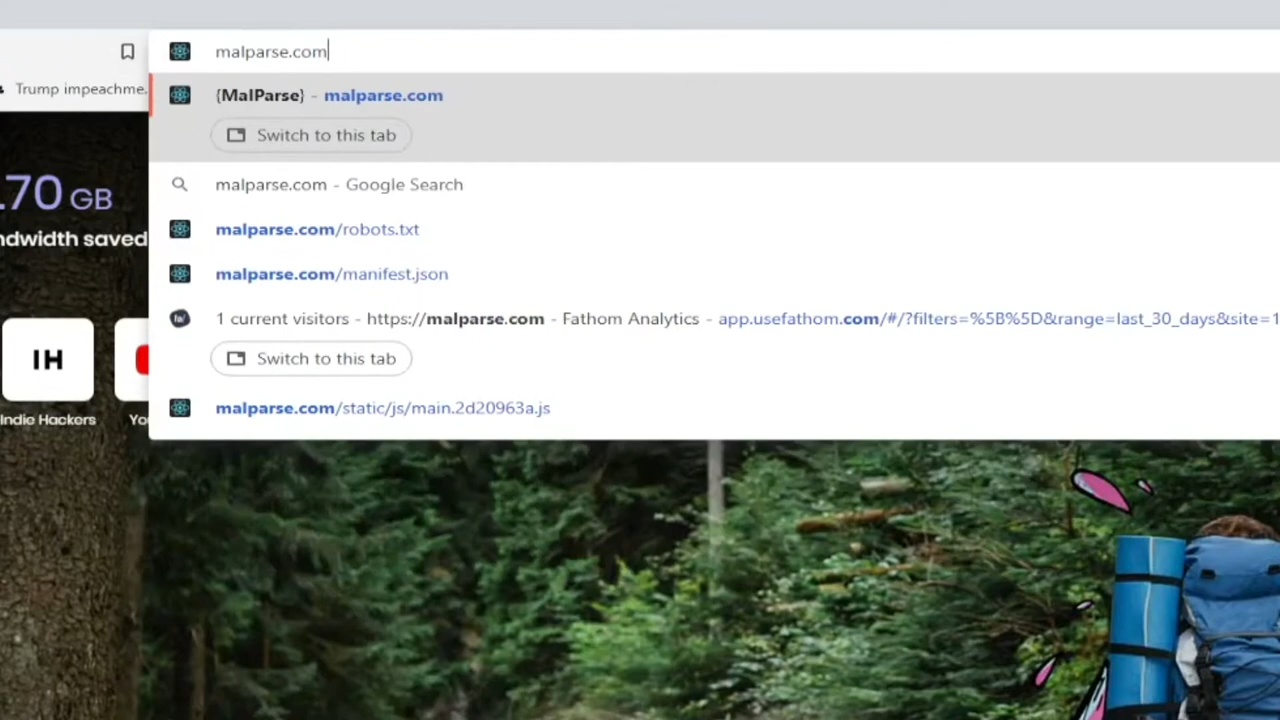 malparse.com
Trump impeachme.
{MalParse} - malparse.com
Switch to this tab
.70 GB
malparse.com - Google Search
ndwidth saved
malparse.com/robots.txt
malparse.com/manifest.json
1 current visitors - https://malparse.com - Fathom Analytics - app.usefathom.com/#/?filters=%5B%5D&range=last_30_days&site=1
Switch to this tab
IH
Indie Hackers
Yo
malparse.com/static/js/main.2d20963a.js